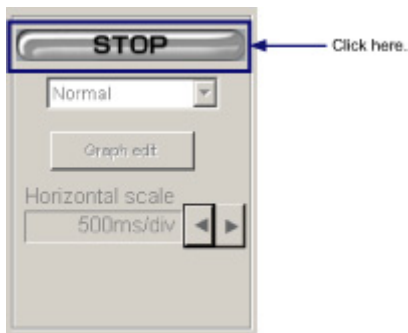 STOP
Click here.
Normal
Graph edit
Horizontal scale
500ms/div